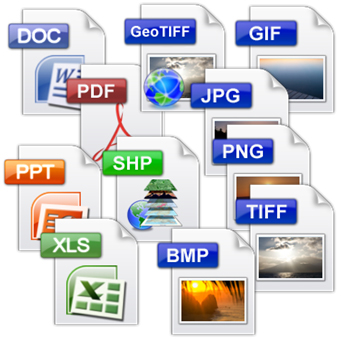 DOC
GeoTIFF
GIF
PDF
JPG
SHP
PNG
PPT
TIFF
XLS
BMP